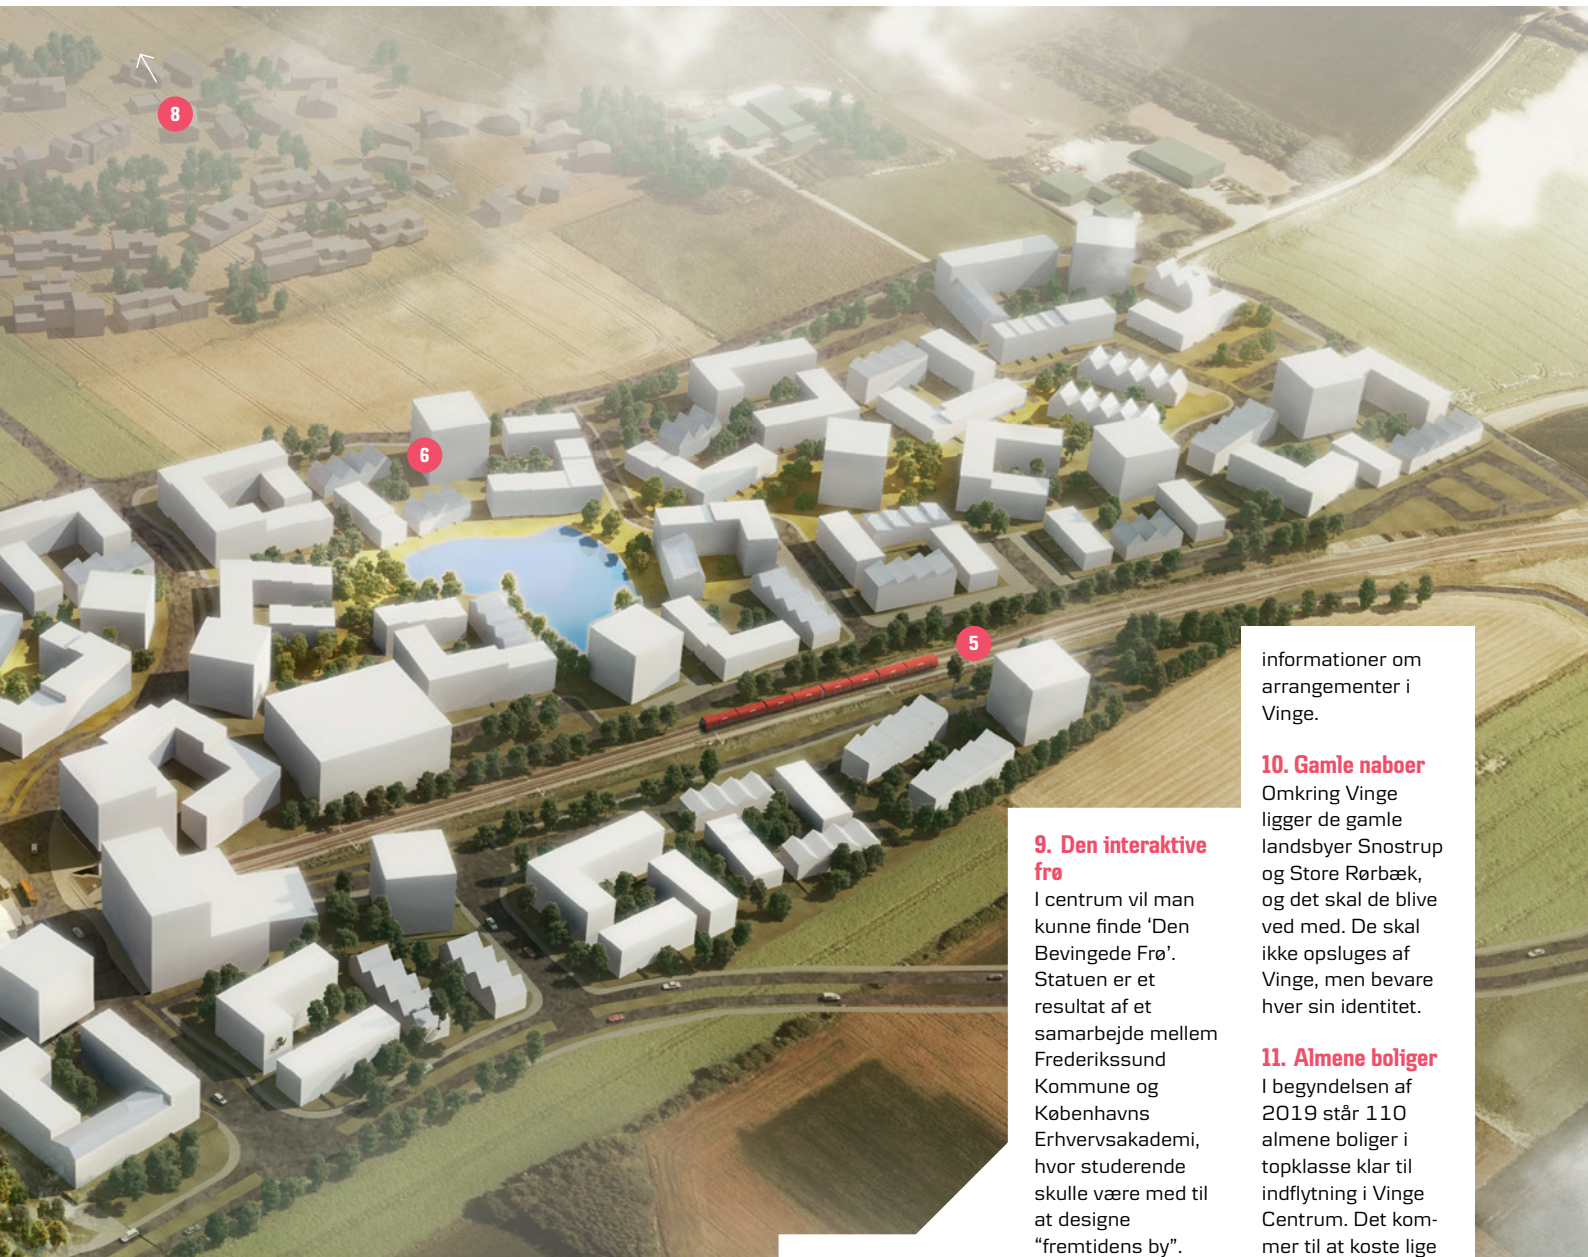 8
6
5
9. Den interaktive
frø
I centrum vil man
kunne finde ‘Den
Bevingede Frø’.
Statuen er et
resultat af et
samarbejde mellem
Frederikssund
Kommune og
Københavns
Erhvervsakademi,
hvor studerende
skulle være med til
at designe
“fremtidens by”.
informationer om
arrangementer i
Vinge.
10. Gamle naboer
Omkring Vinge
ligger de gamle
landsbyer Snostrup
og Store Rørbæk,
og det skal de blive
ved med. De skal
ikke opsluges af
Vinge, men bevare
hver sin identitet.
11. Almene boliger
I begyndelsen af
2019 står 110
almene boliger i
topklasse klar til
indflytning i Vinge
Centrum. Det kom-
mer til at koste lige